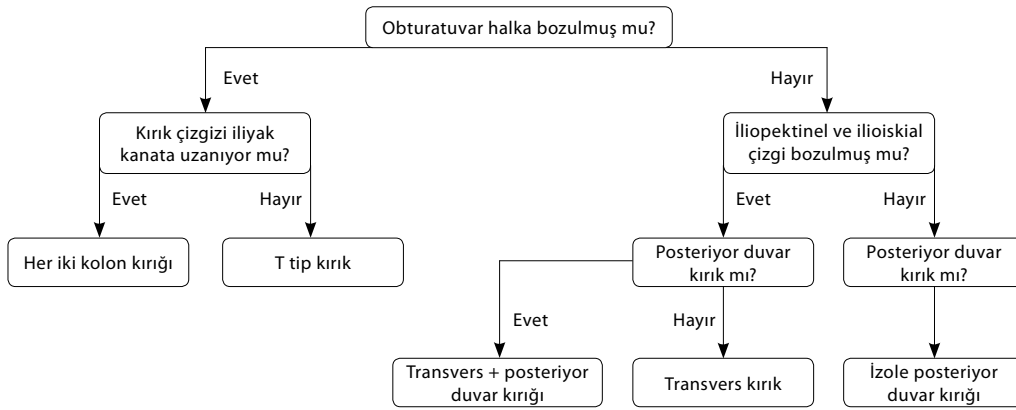 Obturatuvar halka bozulmuş mu?
Evet
Hayır
Kırık çizgizi iliyak
kanata uzanıyor mu?
İliopektinel ve ilioiskial
çizgi bozulmuş mu?
Evet
Hayır
Evet
Hayır
Her iki kolon kırığı
T tip kırık
Posteriyor duvar
kırık mı?
Posteriyor duvar
kırık mı?
Evet
Hayır
Transvers + posteriyor
duvar kırığı
Transvers kırık
İzole posteriyor
duvar kırığı